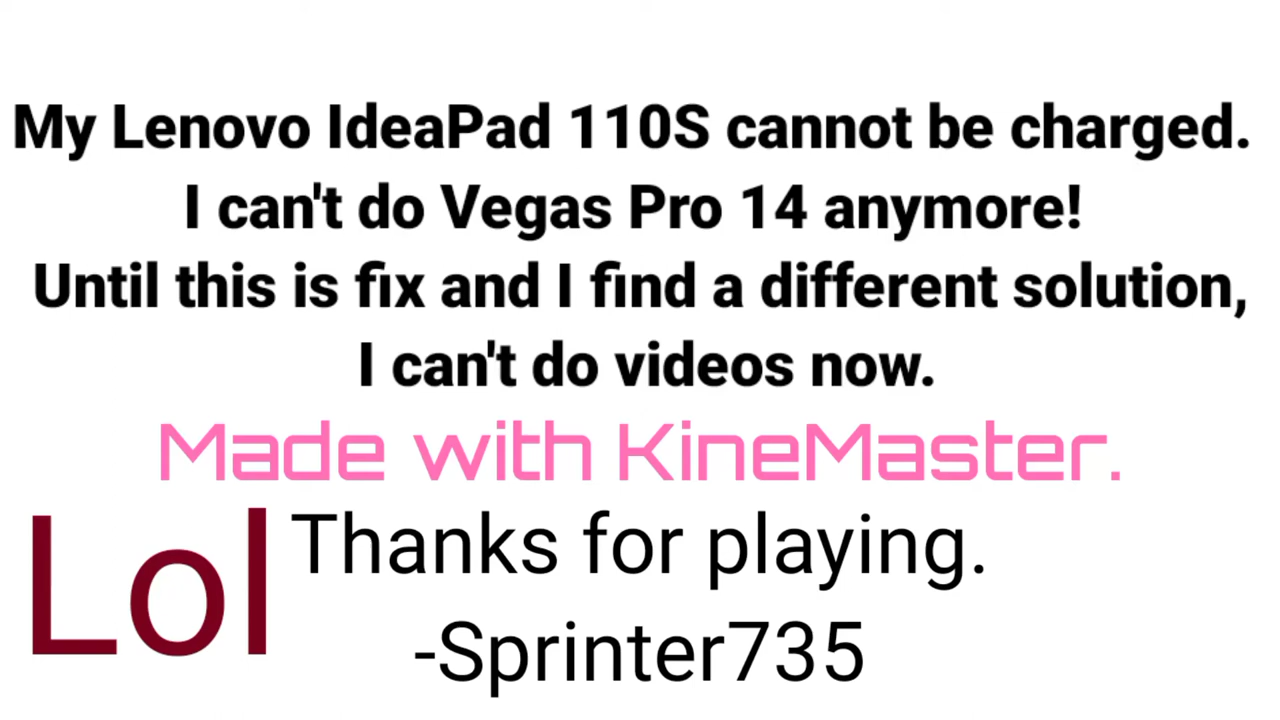 My Lenovo IdeaPad 110S cannot be charged.
I can't do Vegas Pro 14 anymore!
Until this is fix and I find a different solution,
I can't do videos now.
Made with KineMaster.
Lol
Thanks for playing.
-Sprinter735